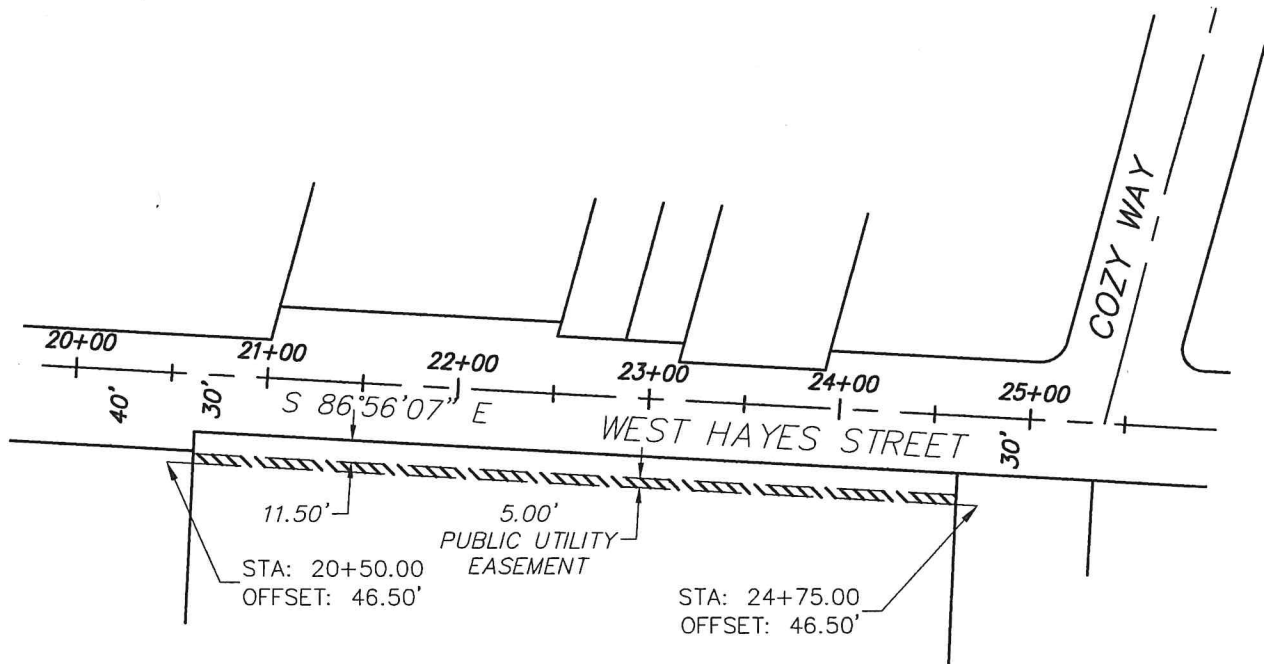 COZY WAY
20+00
21+00
22+00
23+00
24+00
25+00
40'
30'
S 86°56'07" E
WEST HAYES STREET
30'
11.50'
5.00'
PUBLIC UTILITY
EASEMENT
STA: 20+50.00
OFFSET: 46.50'
STA: 24+75.00
OFFSET: 46.50'